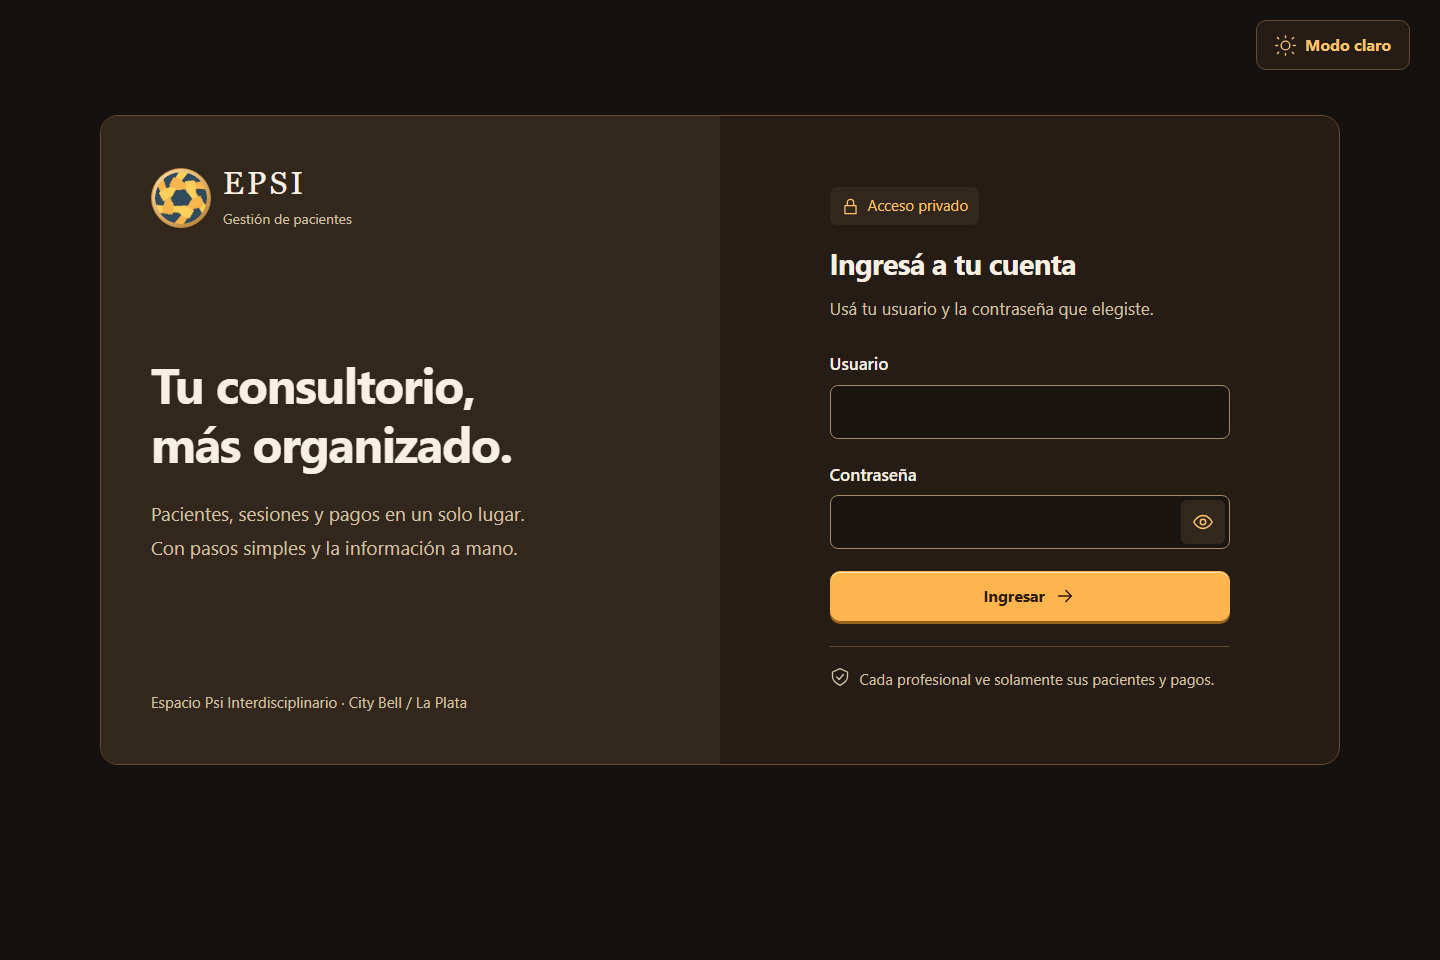 Modo claro
EPSI
Gestión de pacientes
Tu consultorio,
más organizado.
Pacientes, sesiones y pagos en un solo lugar.
Con pasos simples y la información a mano.
Espacio Psi Interdisciplinario · City Bell / La Plata
Acceso privado
Ingresá a tu cuenta
Usá tu usuario y la contraseña que elegiste.
Usuario
Contraseña
Ingresar
Cada profesional ve solamente sus pacientes y pagos.